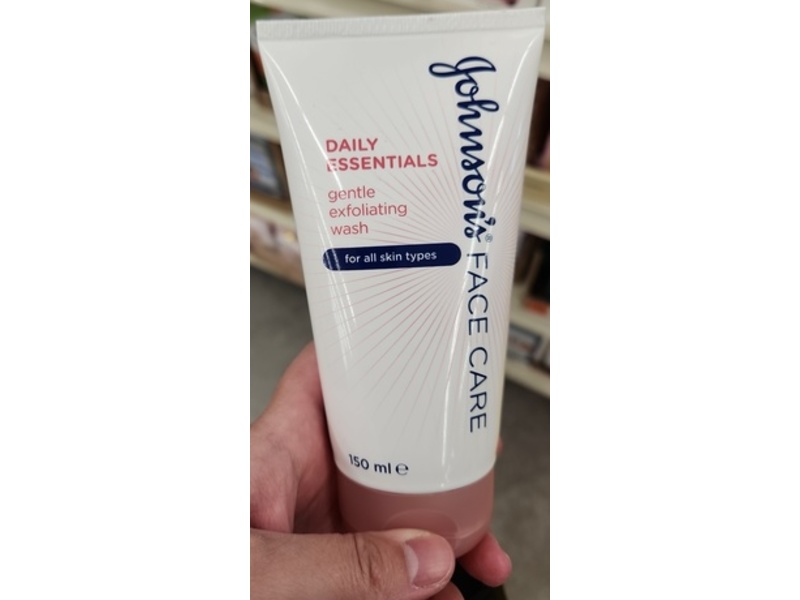 Johnson's® FACE CARE
DAILY
ESSENTIALS
gentle
exfoliating
wash
for all skin types
150 ml ℮